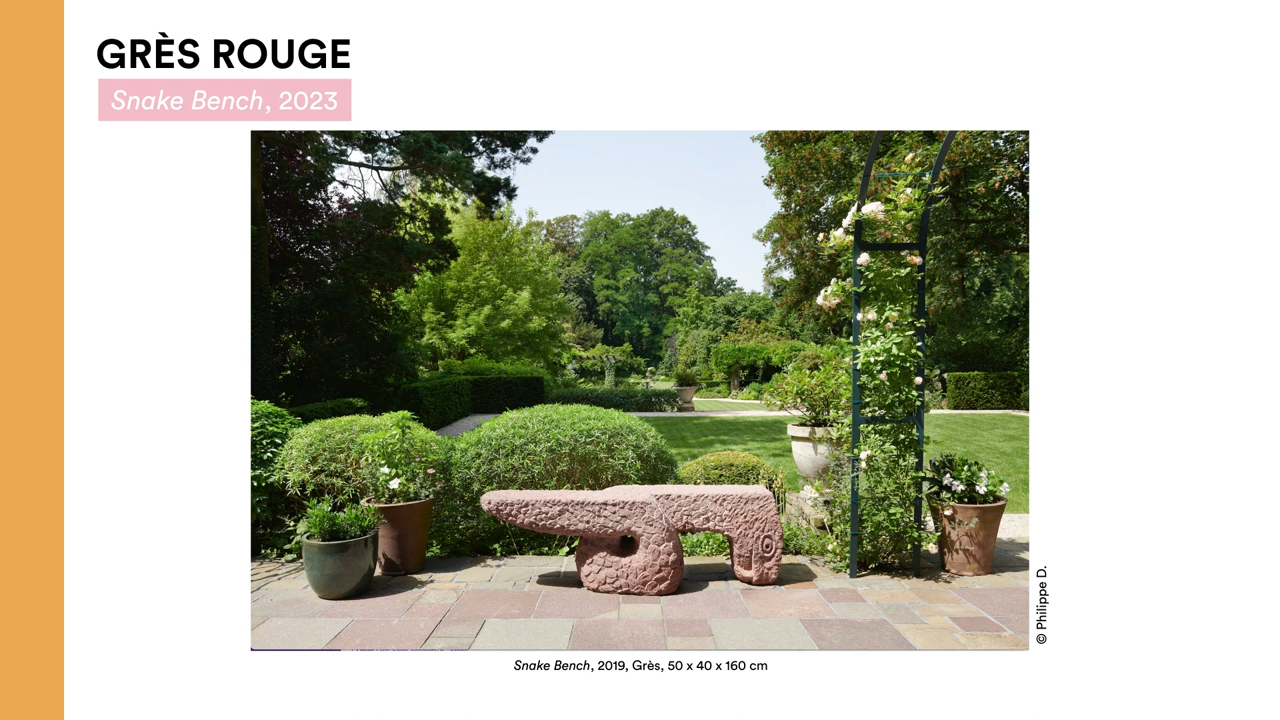 GRÈS ROUGE
Snake Bench, 2023
© Philippe D.
Snake Bench, 2019, Grès, 50 x 40 x 160 cm